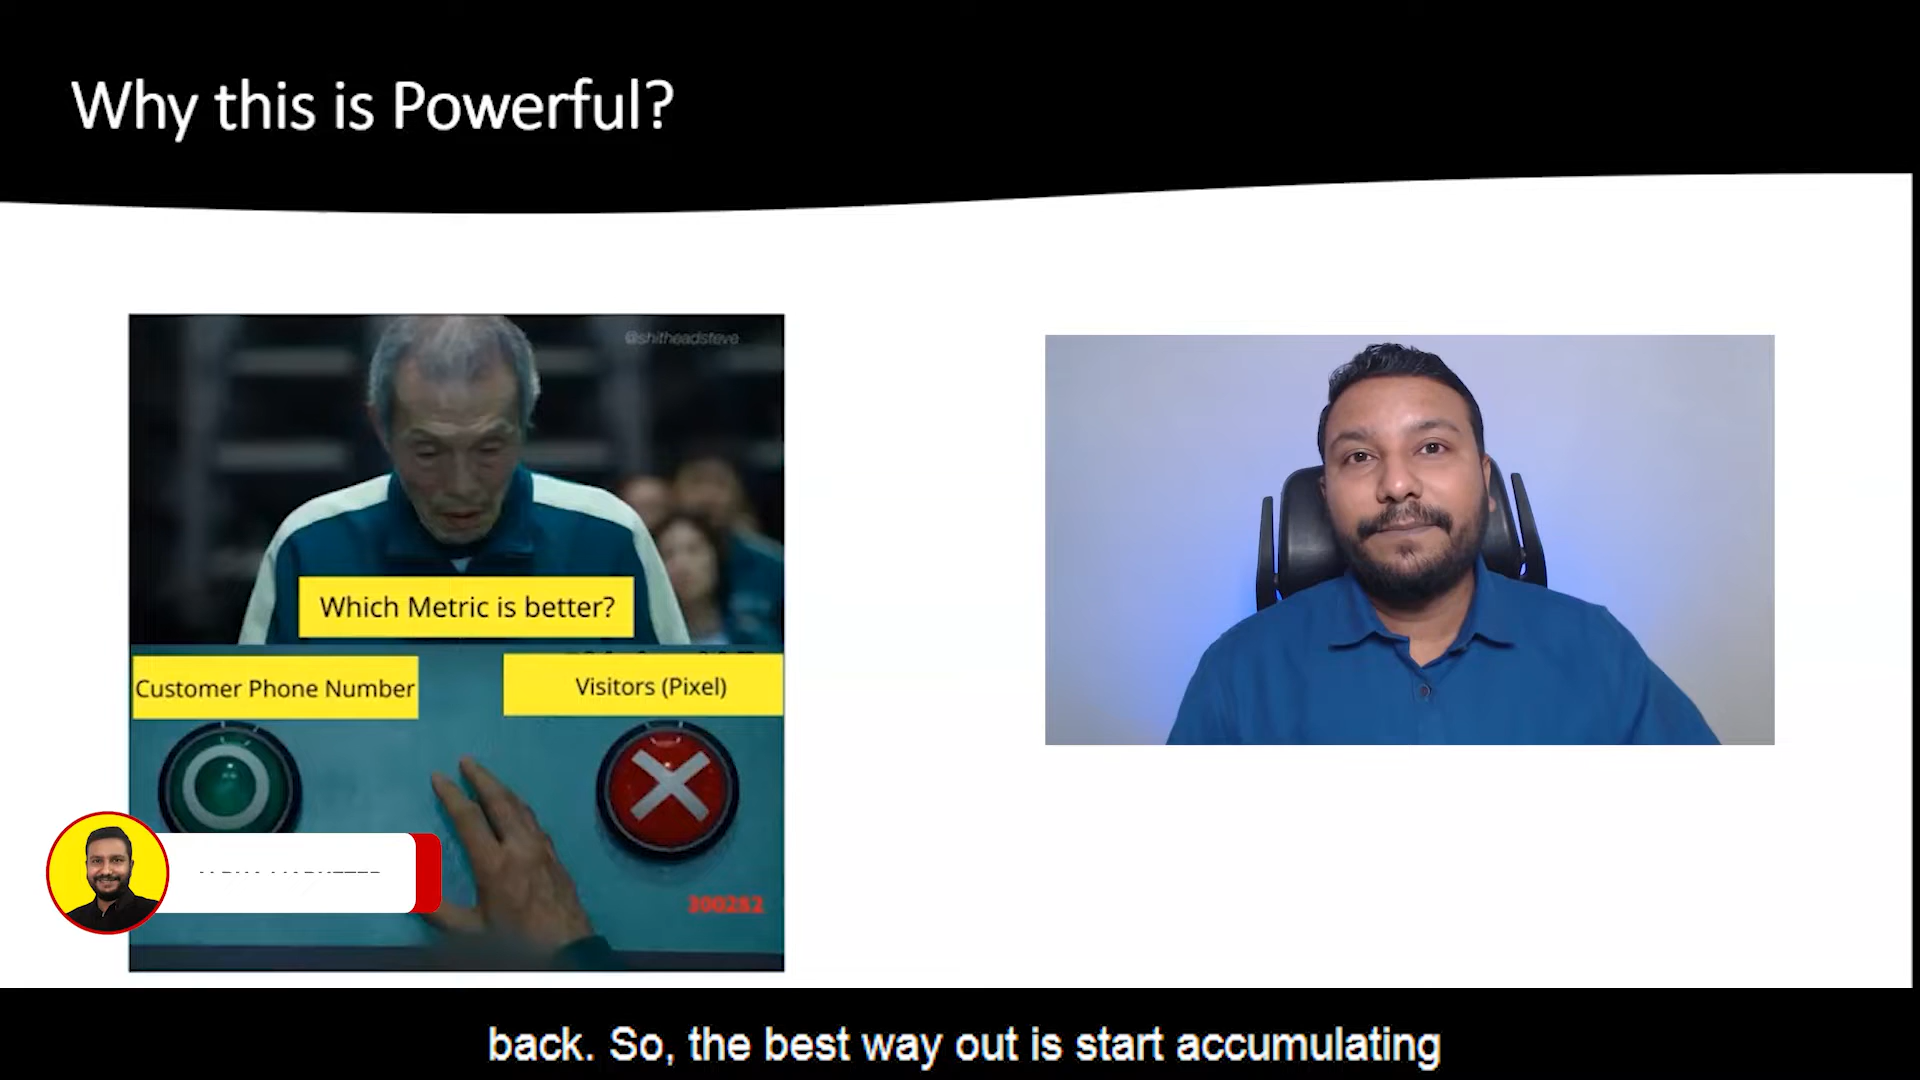 Why this is Powerful?
@shitheadsteve
Which Metric is better?
Customer Phone Number
Visitors (Pixel)
back. So, the best way out is start accumulating